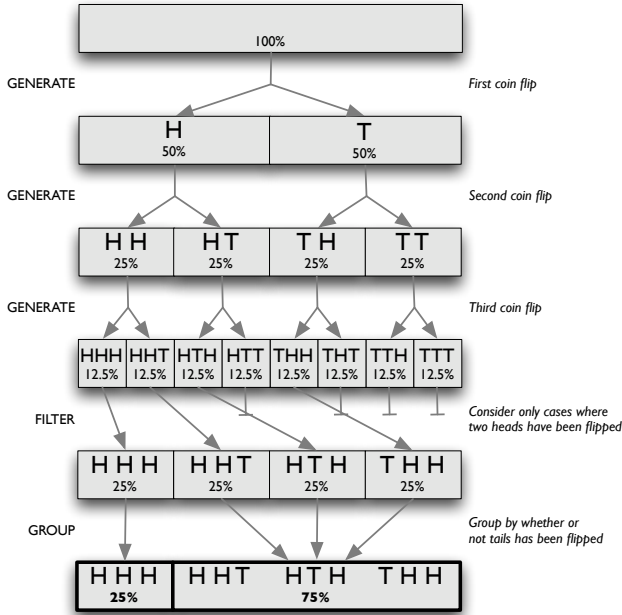 100%
GENERATE
First coin flip
H T
50% 50%
GENERATE
Second coin flip
H H H T T H T T
25% 25% 25% 25%
GENERATE
Third coin flip
HHH HHT HTH HTT THH THT TTH TTT
12.5% 12.5% 12.5% 12.5% 12.5% 12.5% 12.5% 12.5%
FILTER
Consider only cases where
two heads have been flipped
H H H H H T H T H T H H
25% 25% 25% 25%
GROUP
Group by whether or
not tails has been flipped
H H H H H T H T H T H H
25% 75%